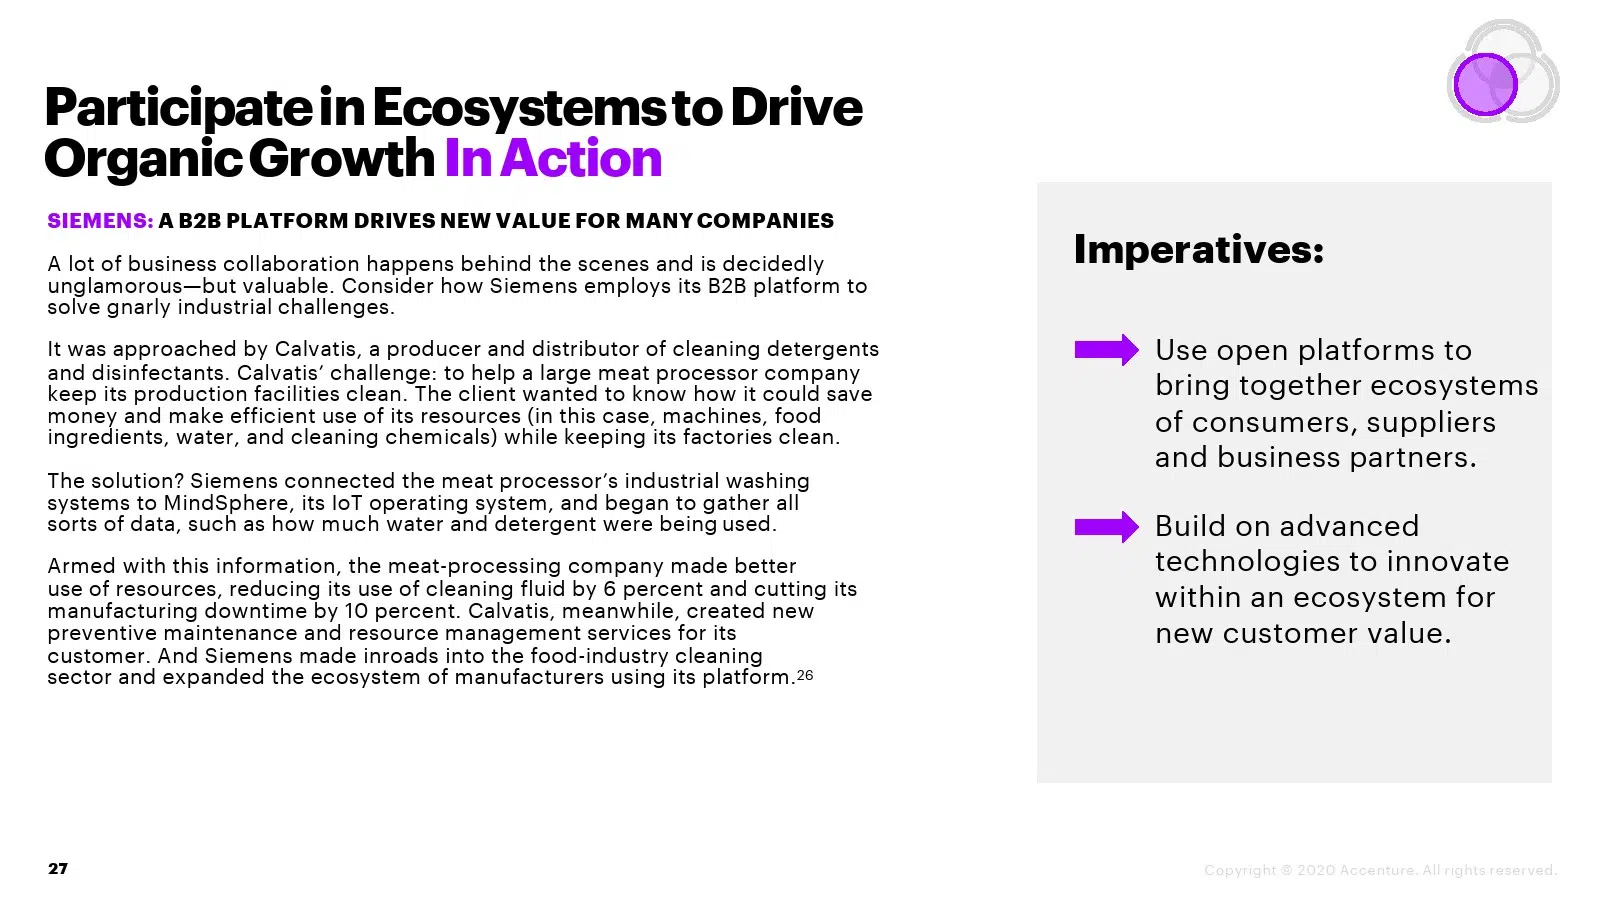 Participate in Ecosystems to Drive
Organic Growth In Action
SIEMENS: A B2B PLATFORM DRIVES NEW VALUE FOR MANY COMPANIES
A lot of business collaboration happens behind the scenes and is decidedly
unglamorous—but valuable. Consider how Siemens employs its B2B platform to
solve gnarly industrial challenges.
It was approached by Calvatis, a producer and distributor of cleaning detergents
and disinfectants. Calvatis’ challenge: to help a large meat processor company
keep its production facilities clean. The client wanted to know how it could save
money and make efficient use of its resources (in this case, machines, food
ingredients, water, and cleaning chemicals) while keeping its factories clean.
The solution? Siemens connected the meat processor’s industrial washing
systems to MindSphere, its IoT operating system, and began to gather all
sorts of data, such as how much water and detergent were being used.
Armed with this information, the meat-processing company made better
use of resources, reducing its use of cleaning fluid by 6 percent and cutting its
manufacturing downtime by 10 percent. Calvatis, meanwhile, created new
preventive maintenance and resource management services for its
customer. And Siemens made inroads into the food-industry cleaning
sector and expanded the ecosystem of manufacturers using its platform.26
Imperatives:
Use open platforms to
bring together ecosystems
of consumers, suppliers
and business partners.
Build on advanced
technologies to innovate
within an ecosystem for
new customer value.
27
Copyright © 2020 Accenture. All rights reserved.